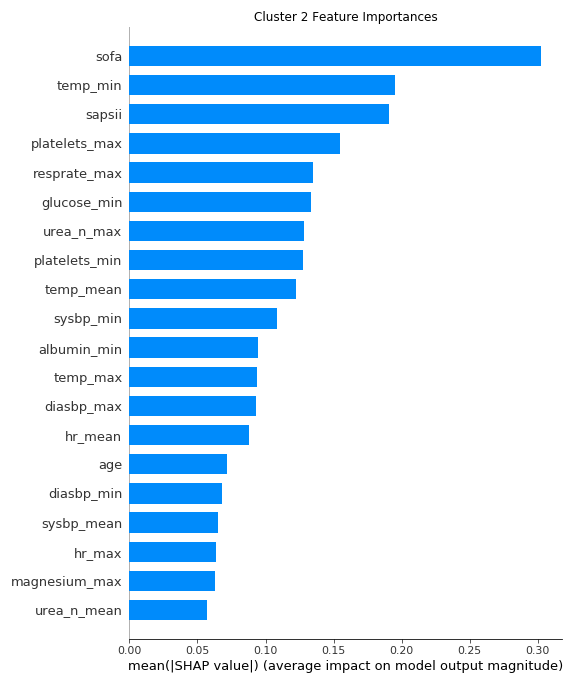 Cluster 2 Feature Importances
sofa
temp_min
sapsii
platelets_max
resprate_max
glucose_min
urea_n_max
platelets_min
temp_mean
sysbp_min
albumin_min
temp_max
diasbp_max
hr_mean
age
diasbp_min
sysbp_mean
hr_max
magnesium_max
urea_n_mean
0.00 0.05 0.10 0.15 0.20 0.25 0.30
mean(|SHAP value|) (average impact on model output magnitude)